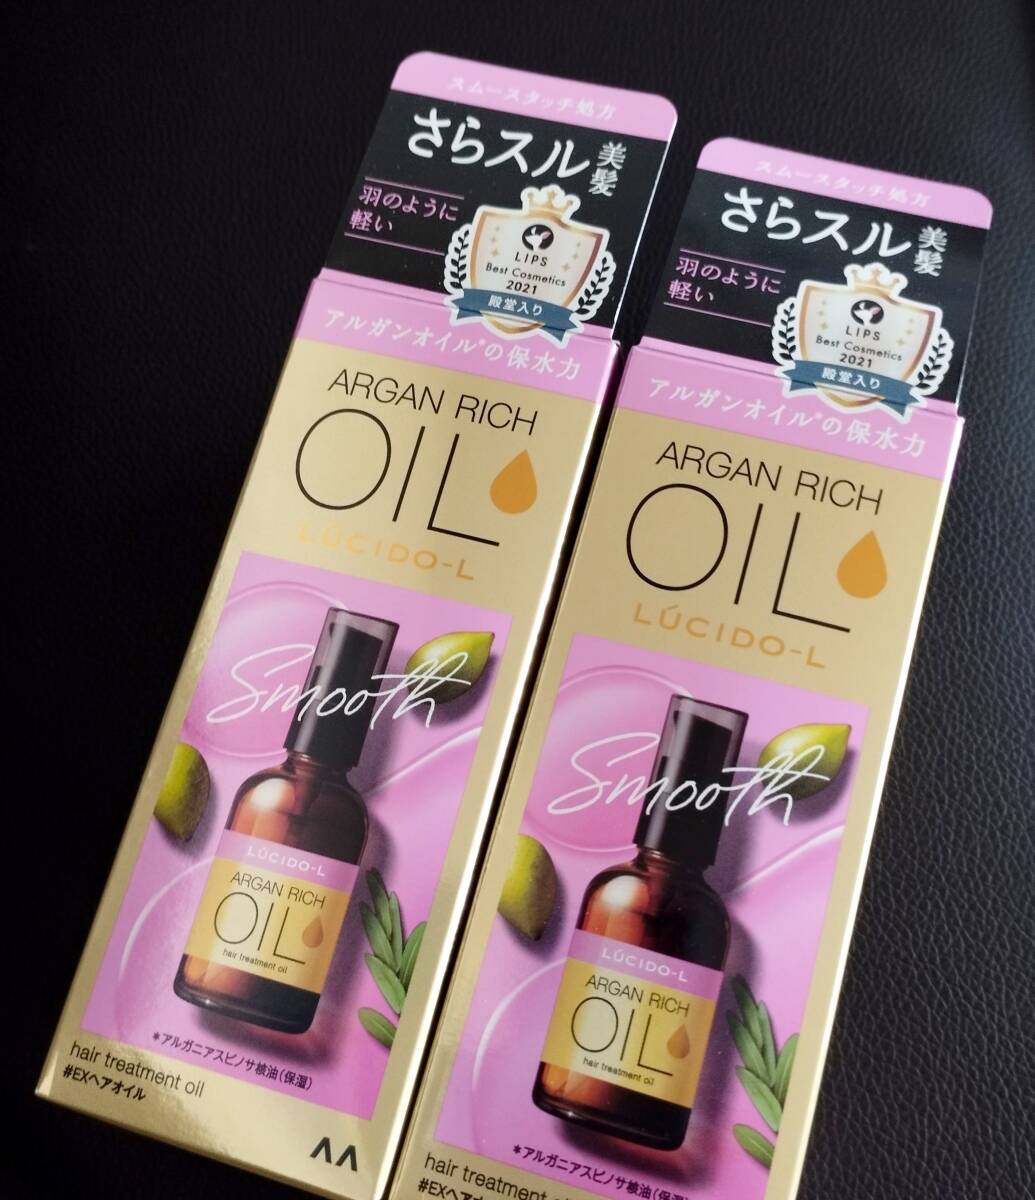 スムースタッチ処方
さらスル美髪
羽のように
軽い
LIPS
Best Cosmetics
2021
殿堂入り
アルガンオイル*の保水力
ARGAN RICH
OIL
LÚCIDO-L
Smooth
LÚCIDO-L
ARGAN RICH
OIL
hair treatment oil
*アルガニアスピノサ核油(保湿)
hair treatment oil
#EXヘアオイル
スムースタッチ処方
さらスル美髪
羽のように
軽い
LIPS
Best Cosmetics
2021
殿堂入り
アルガンオイル*の保水力
ARGAN RICH
OIL
LÚCIDO-L
Smooth
LÚCIDO-L
ARGAN RICH
OIL
hair treatment oil
*アルガニアスピノサ核油(保湿
hair treatment
#EXヘア